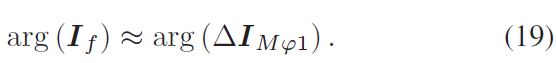 arg (I_f) ≈ arg (ΔI_{Mφ1}). (19)